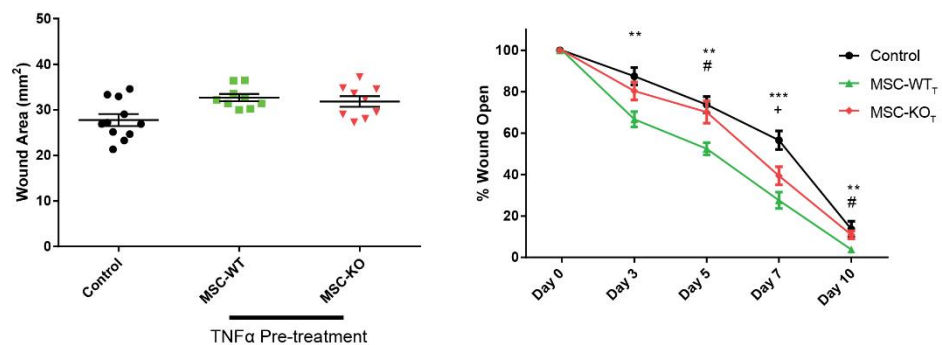 Wound Area (mm²)
50
40
30
20
10
0
Control
MSC-WT
MSC-KO
TNFα Pre-treatment
% Wound Open
100
80
60
40
20
0
Day 0
Day 3
Day 5
Day 7
Day 10
**
**
#
***
+
**
#
Control
MSC-WT_T
MSC-KO_T